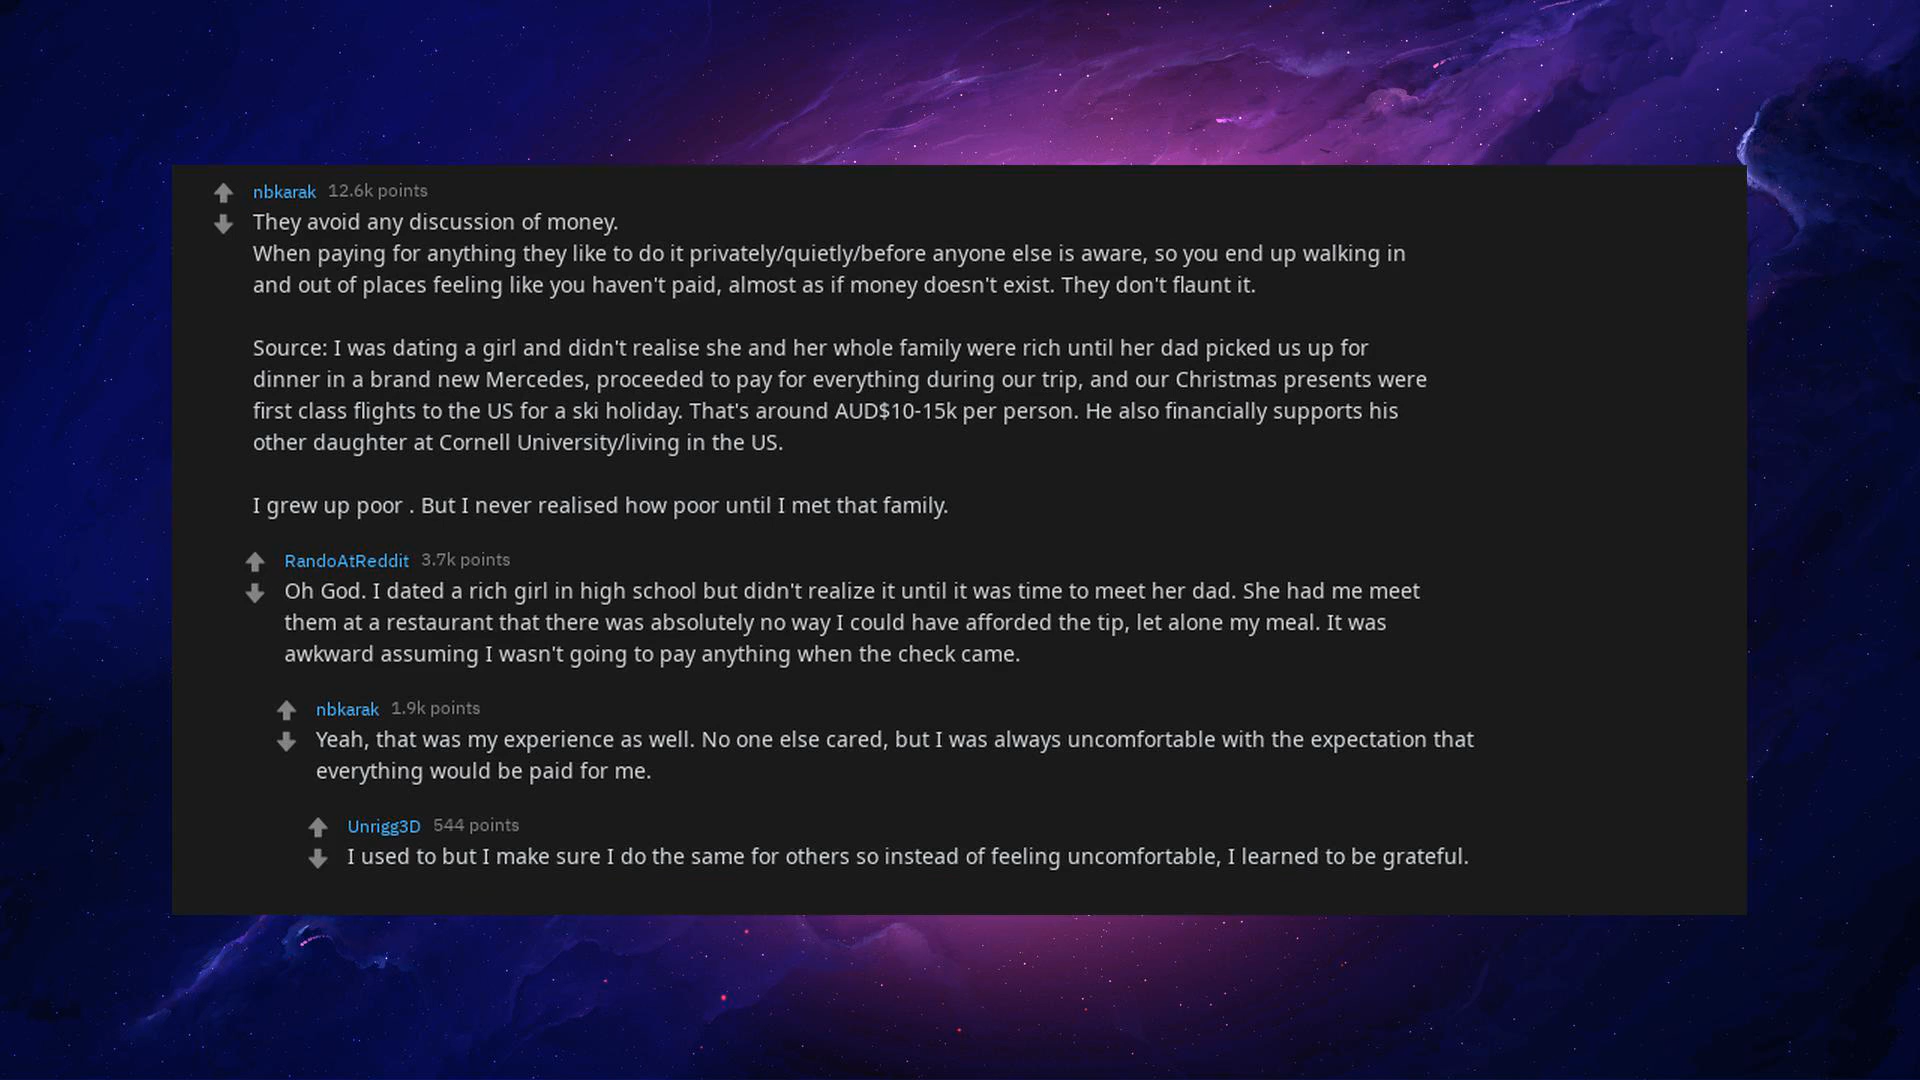 nbkarak 12.6k points
They avoid any discussion of money.
When paying for anything they like to do it privately/quietly/before anyone else is aware, so you end up walking in
and out of places feeling like you haven't paid, almost as if money doesn't exist. They don't flaunt it.
Source: I was dating a girl and didn't realise she and her whole family were rich until her dad picked us up for
dinner in a brand new Mercedes, proceeded to pay for everything during our trip, and our Christmas presents were
first class flights to the US for a ski holiday. That's around AUD$10-15k per person. He also financially supports his
other daughter at Cornell University/living in the US.
I grew up poor . But I never realised how poor until I met that family.
RandoAtReddit 3.7k points
Oh God. I dated a rich girl in high school but didn't realize it until it was time to meet her dad. She had me meet
them at a restaurant that there was absolutely no way I could have afforded the tip, let alone my meal. It was
awkward assuming I wasn't going to pay anything when the check came.
nbkarak 1.9k points
Yeah, that was my experience as well. No one else cared, but I was always uncomfortable with the expectation that
everything would be paid for me.
Unrigg3D 544 points
I used to but I make sure I do the same for others so instead of feeling uncomfortable, I learned to be grateful.